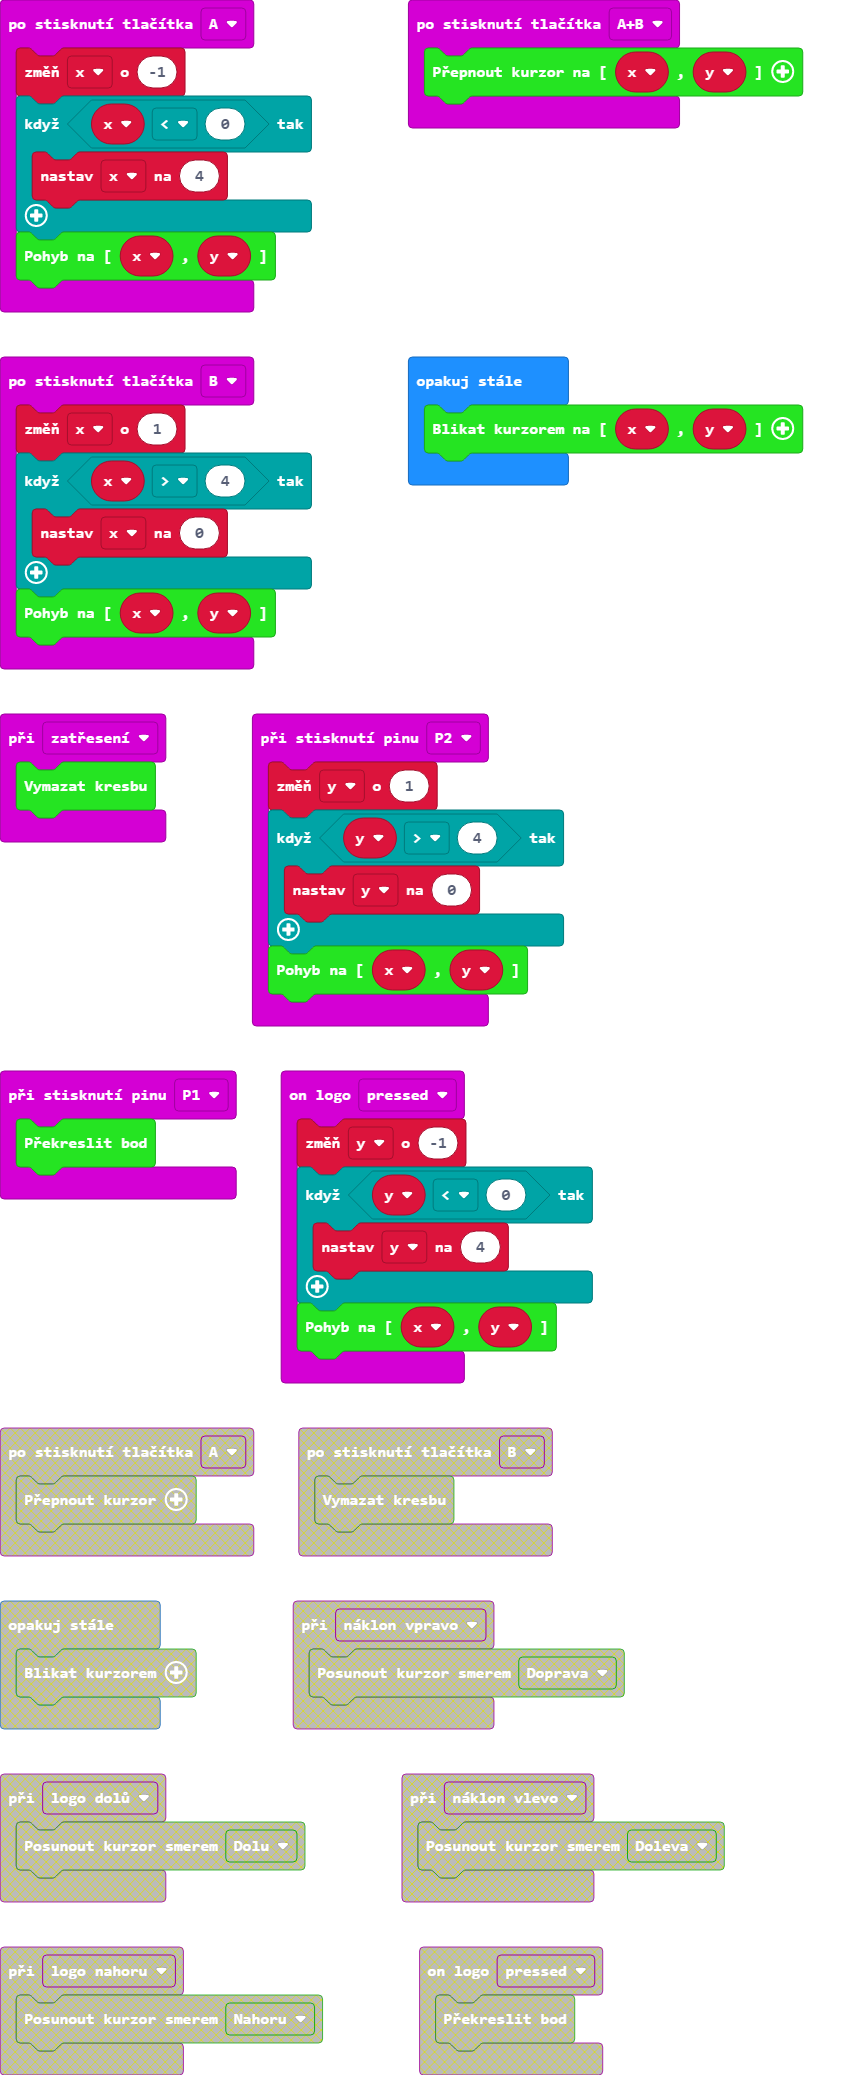 po stisknutí tlačítka A
změň x o -1
když x < 0 tak
nastav x na 4
Pohyb na [ x , y ]
po stisknutí tlačítka A+B
Přepnout kurzor na [ x , y ]
po stisknutí tlačítka B
změň x o 1
když x > 4 tak
nastav x na 0
Pohyb na [ x , y ]
opakuj stále
Blikat kurzorem na [ x , y ]
při zatřesení
Vymazat kresbu
při stisknutí pinu P2
změň y o 1
když y > 4 tak
nastav y na 0
Pohyb na [ x , y ]
při stisknutí pinu P1
Překreslit bod
on logo pressed
změň y o -1
když y < 0 tak
nastav y na 4
Pohyb na [ x , y ]
po stisknutí tlačítka A
Přepnout kurzor
po stisknutí tlačítka B
Vymazat kresbu
opakuj stále
Blikat kurzorem
při náklon vpravo
Posunout kurzor smerem Doprava
při logo dolů
Posunout kurzor smerem Dolu
při náklon vlevo
Posunout kurzor smerem Doleva
při logo nahoru
Posunout kurzor smerem Nahoru
on logo pressed
Překreslit bod